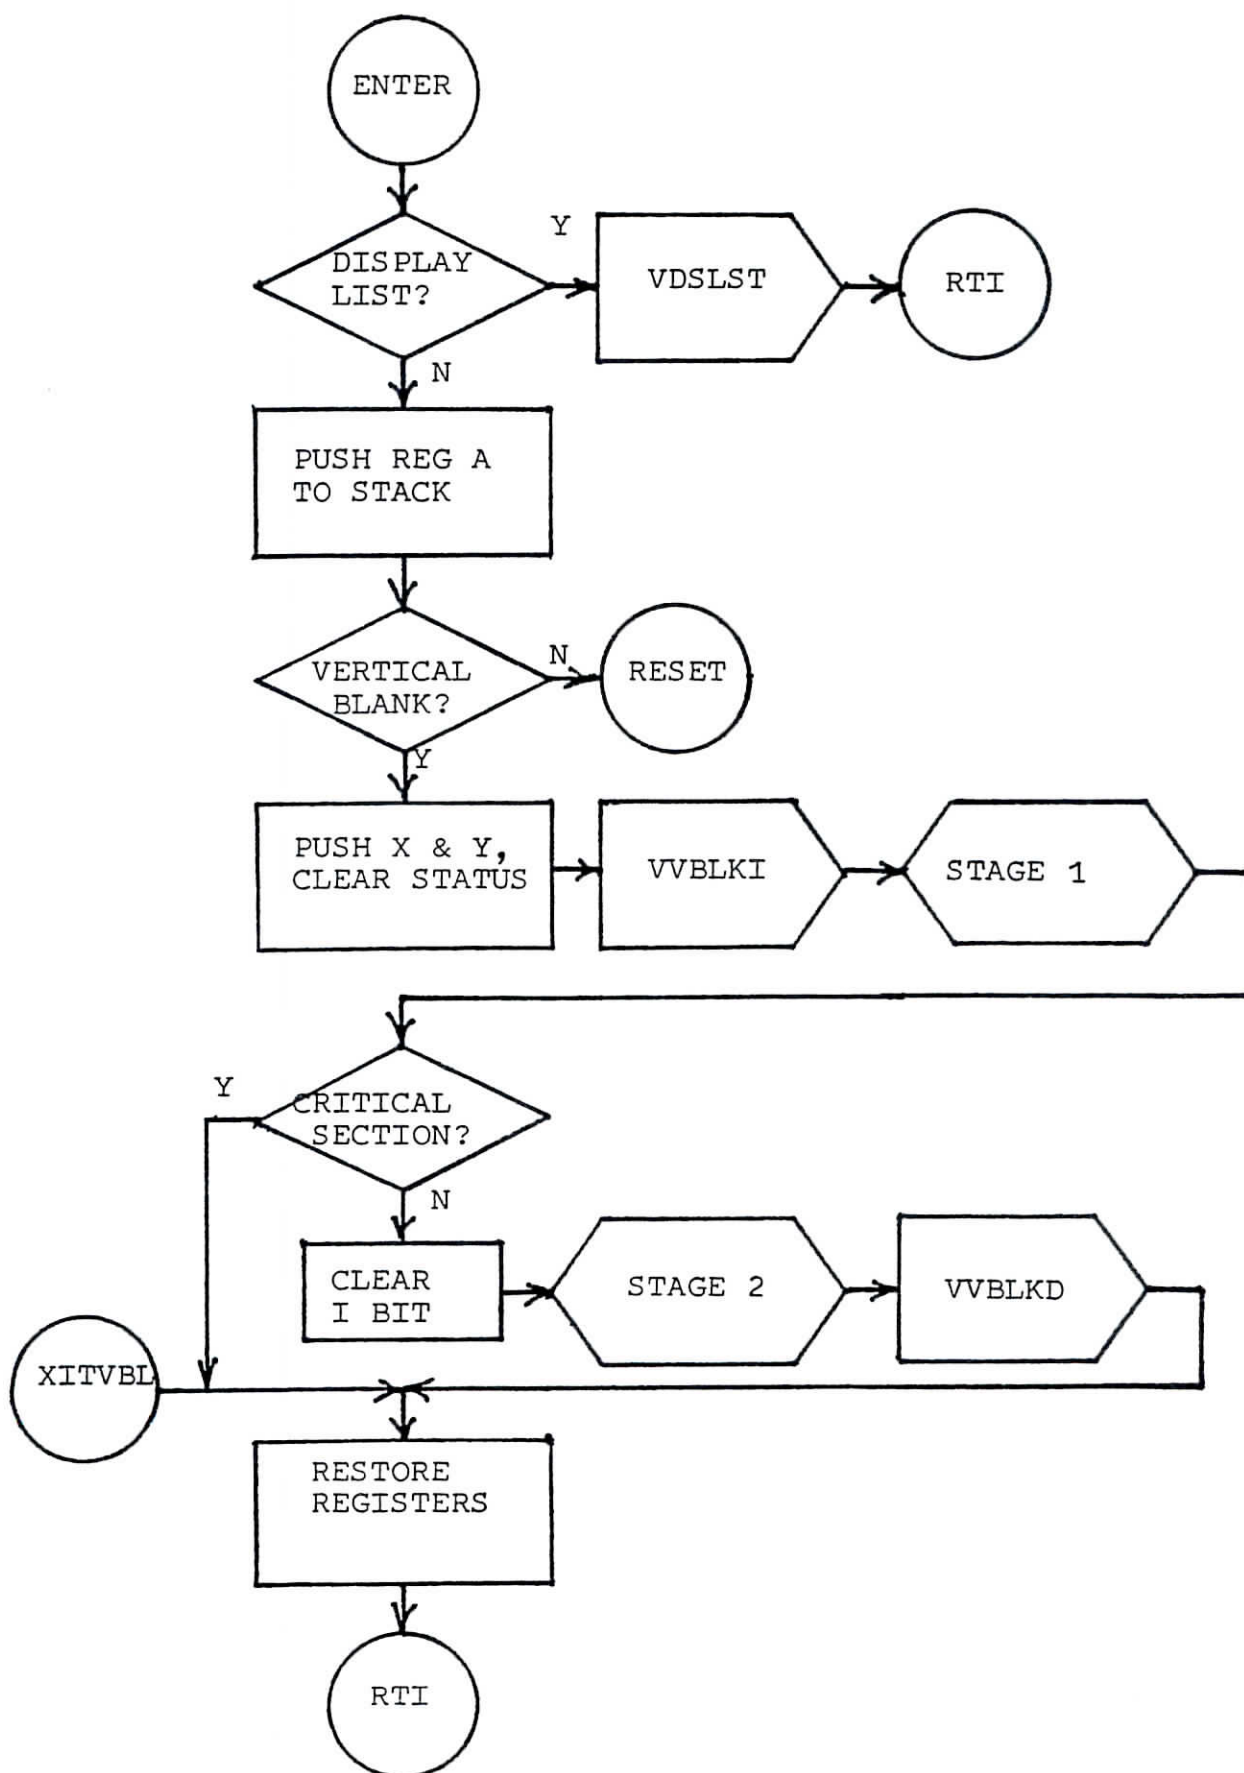 ENTER
DISPLAY
LIST?
Y
VDSLST
RTI
N
PUSH REG A
TO STACK
VERTICAL
BLANK?
N
RESET
Y
PUSH X & Y,
CLEAR STATUS
VVBLKI
STAGE 1
CRITICAL
SECTION?
Y
N
CLEAR
I BIT
STAGE 2
VVBLKD
XITVBL
RESTORE
REGISTERS
RTI